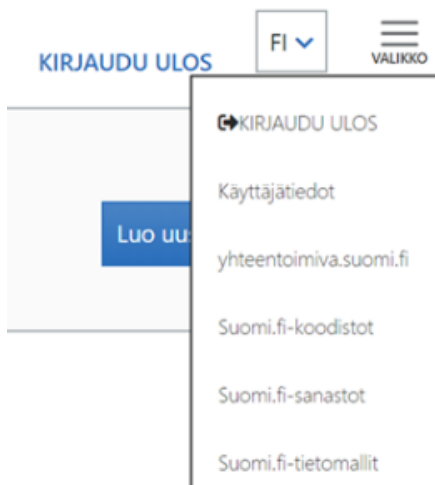 KIRJAUDU ULOS
FI
VALIKKO
KIRJAUDU ULOS
Käyttäjätiedot
Luo uu
yhteentoimiva.suomi.fi
Suomi.fi-koodistot
Suomi.fi-sanastot
Suomi.fi-tietomallit